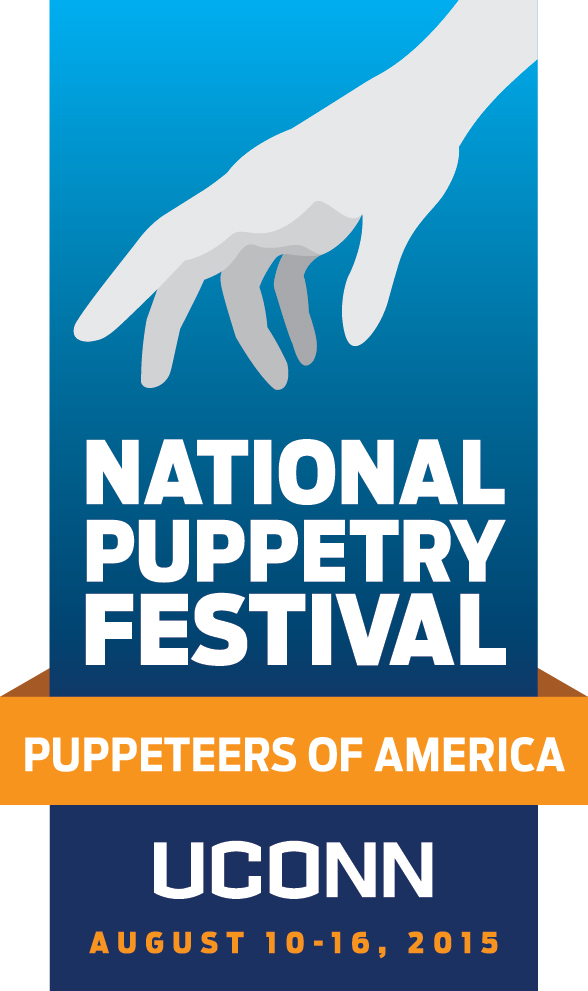 NATIONAL
PUPPETRY
FESTIVAL
PUPPETEERS OF AMERICA
UCONN
AUGUST 10-16, 2015